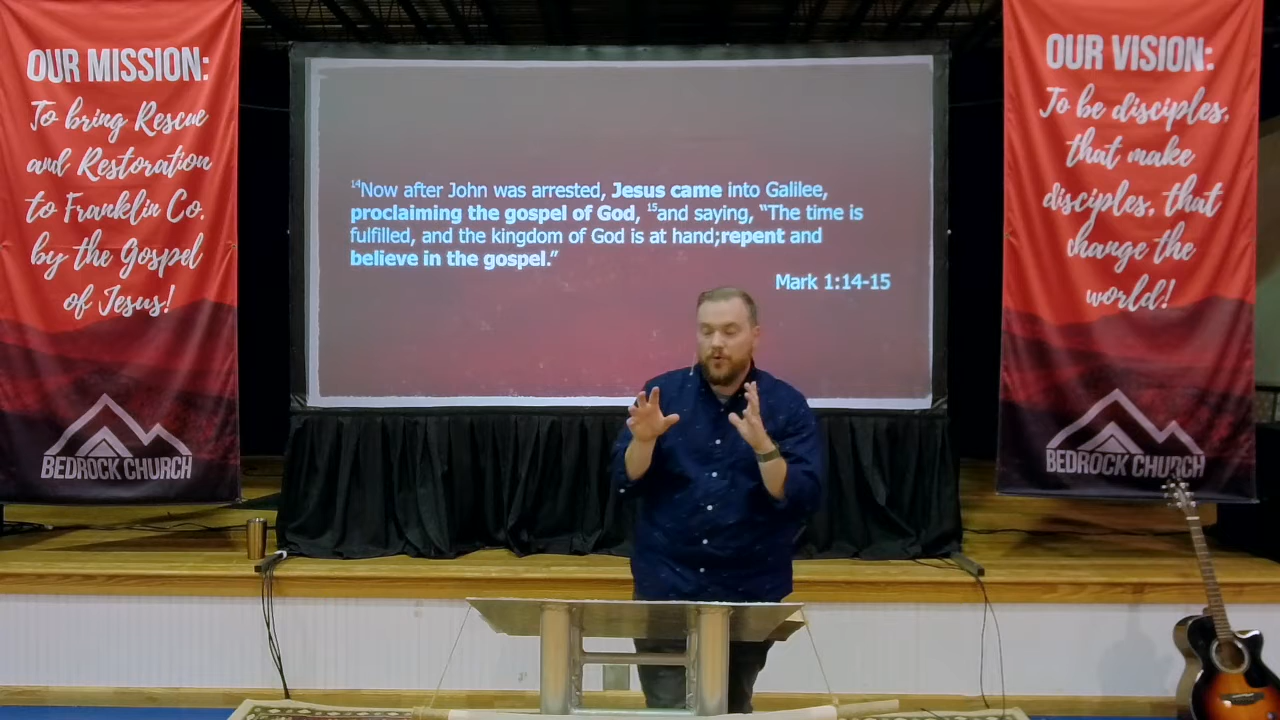 OUR MISSION:
To bring Rescue
and Restoration
to Franklin Co.
by the Gospel
of Jesus!
BEDROCK CHURCH
14Now after John was arrested, Jesus came into Galilee,
proclaiming the gospel of God, 15and saying, “The time is
fulfilled, and the kingdom of God is at hand;repent and
believe in the gospel.”
Mark 1:14-15
OUR VISION:
To be disciples,
that make
disciples, that
change the
world!
BEDROCK CHURCH